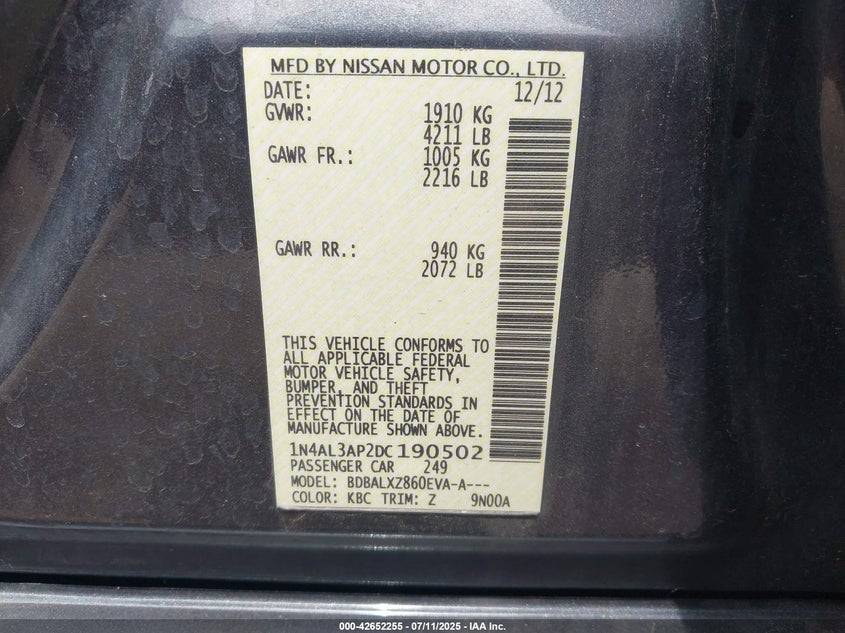 MFD BY NISSAN MOTOR CO., LTD.
DATE: 12/12
GVWR: 1910 KG
4211 LB
GAWR FR.: 1005 KG
2216 LB
GAWR RR.: 940 KG
2072 LB
THIS VEHICLE CONFORMS TO
ALL APPLICABLE FEDERAL
MOTOR VEHICLE SAFETY,
BUMPER, AND THEFT
PREVENTION STANDARDS IN
EFFECT ON THE DATE OF
MANUFACTURE SHOWN ABOVE.
1N4AL3AP2DC190502
PASSENGER CAR 249
MODEL: BDBALXZ860EVA-A---
COLOR: KBC TRIM: Z 9N00A
000-42652255 - 07/11/2025 - IAA Inc.